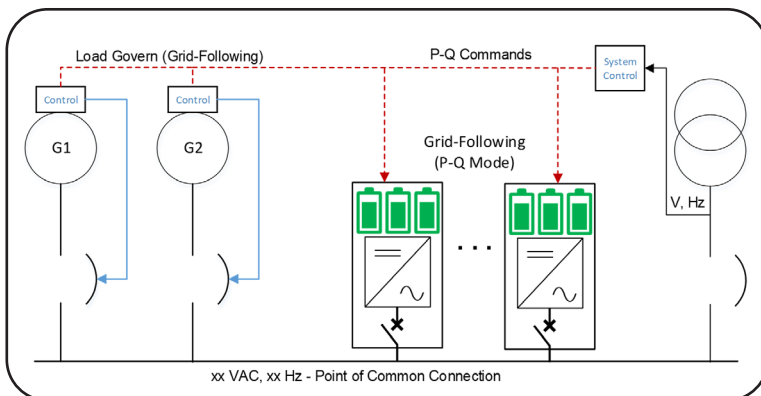 Load Govern (Grid-Following)
P-Q Commands
System
Control
Control
Control
G1
G2
Grid-Following
(P-Q Mode)
V, Hz
xx VAC, xx Hz - Point of Common Connection